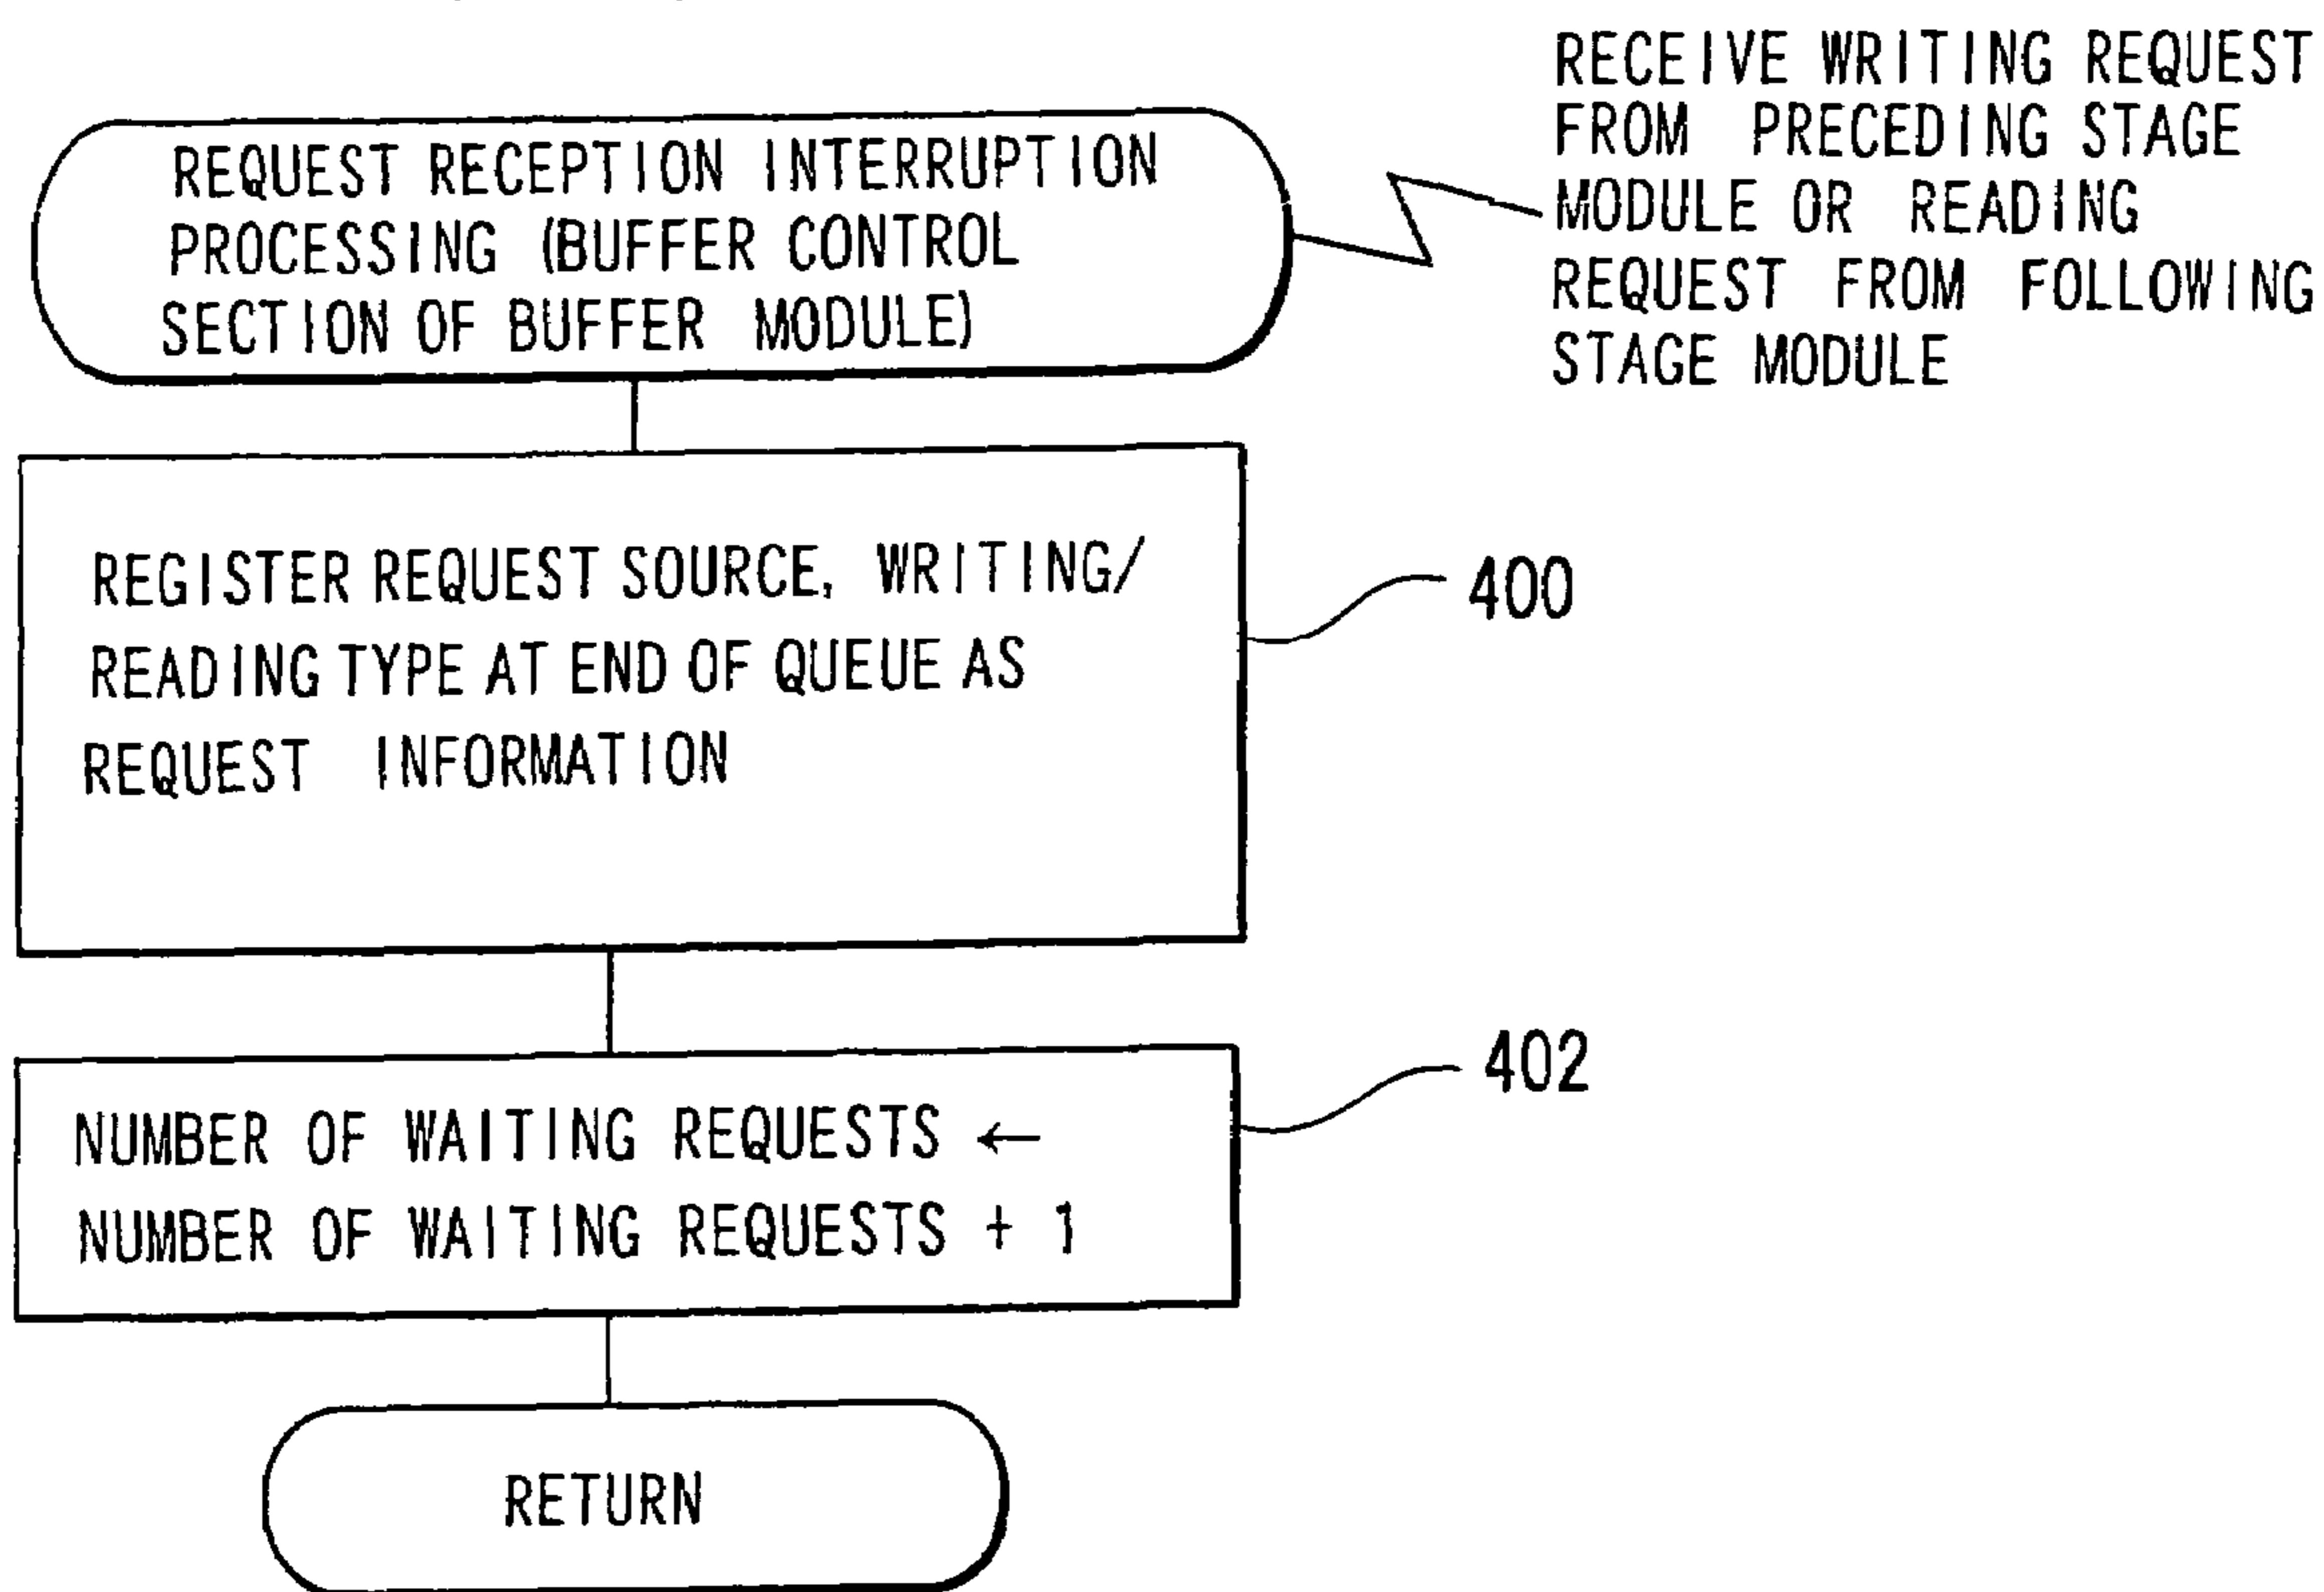 REQUEST RECEPTION INTERRUPTION
PROCESSING (BUFFER CONTROL
SECTION OF BUFFER MODULE)
RECEIVE WRITING REQUEST
FROM PRECEDING STAGE
MODULE OR READING
REQUEST FROM FOLLOWING
STAGE MODULE
REGISTER REQUEST SOURCE, WRITING/
READING TYPE AT END OF QUEUE AS
REQUEST INFORMATION
400
NUMBER OF WAITING REQUESTS ←
NUMBER OF WAITING REQUESTS + 1
402
RETURN